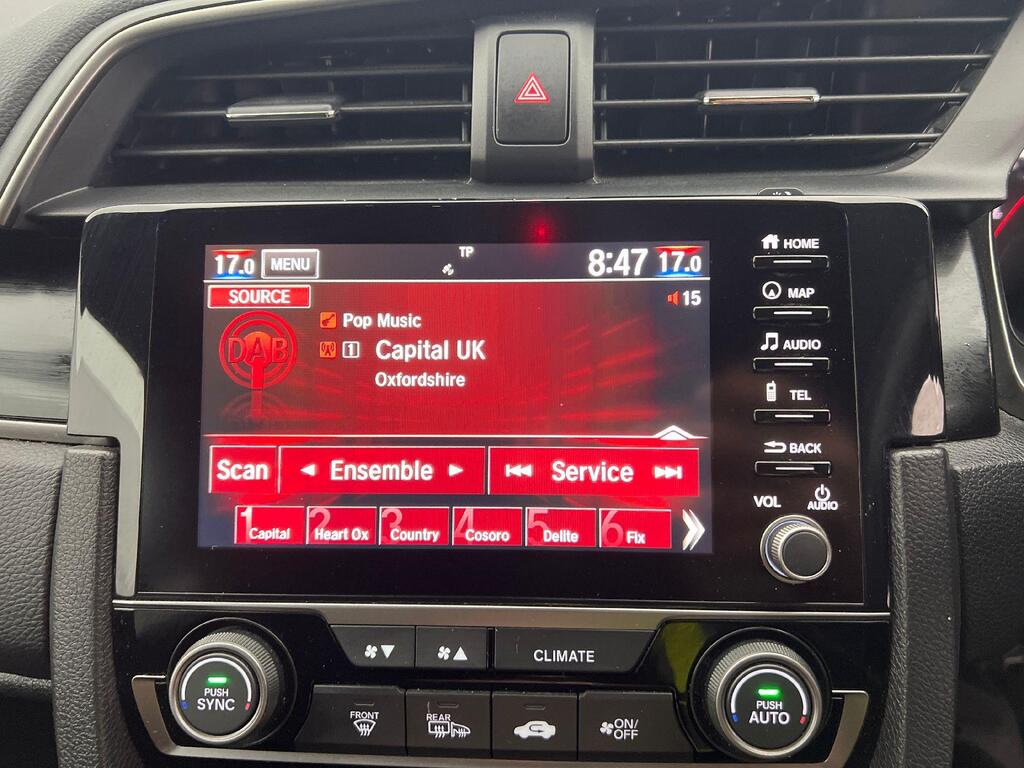 17.0 MENU TP 8:47 17.0
SOURCE 15
DAB
Pop Music
1 Capital UK
Oxfordshire
Scan Ensemble Service
1 Capital
2 Heart Ox
3 Country
4 Cosoro
5 Delite
6 Fix
HOME
MAP
AUDIO
TEL
BACK
VOL AUDIO
CLIMATE
PUSH
SYNC
FRONT
REAR
ON/
OFF
PUSH
AUTO